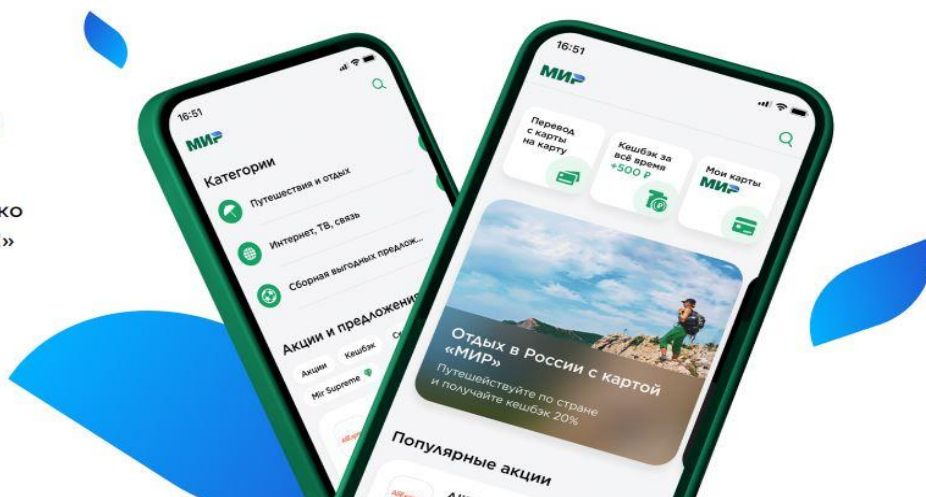 ко
»
16:51
МИР
Категории
Путешествия и отдых
Интернет, ТВ, связь
Сборная выгодных предлож...
Акции и предложения
Акции
Кешбэк
Mir Supreme
16:51
МИР
Перевод
с карты
на карту
Кешбэк за
всё время
+500 ₽
Мои карты
МИР
Отдых в России с картой
«МИР»
Путешествуйте по стране
и получайте кешбэк 20%
Популярные акции